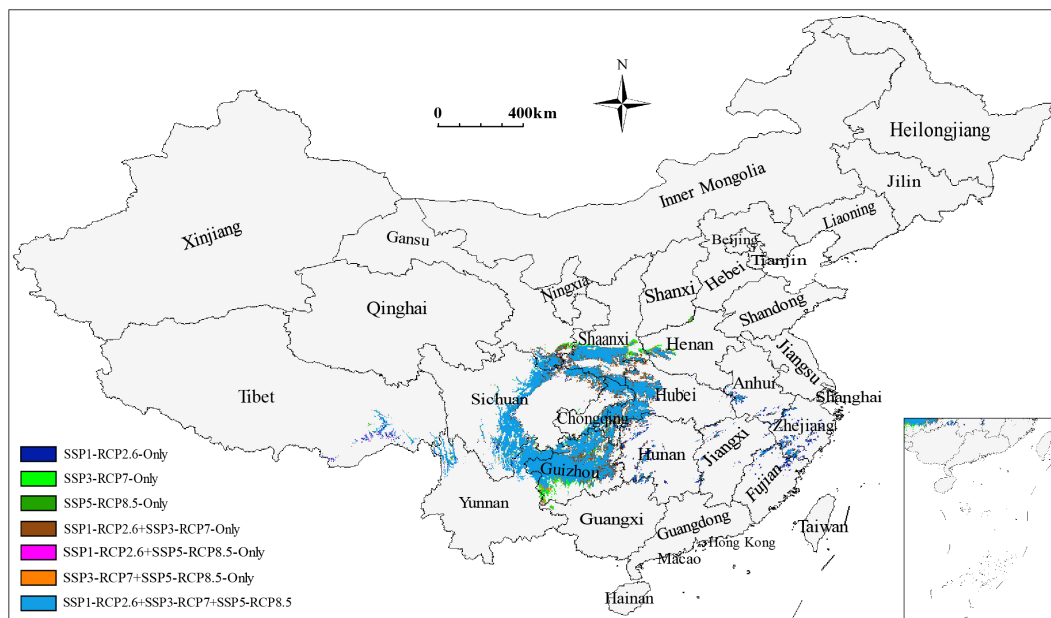 N
0 400km
Heilongjiang
Jilin
Inner Mongolia
Liaoning
Xinjiang
Gansu
Beijing
Tianjin
Hebei
Ningxia
Shanxi
Qinghai
Shandong
Shaanxi
Henan
Jiangsu
Tibet
Sichuan
Hubei
Anhui
Shanghai
Chongqing
Zhejiang
Hunan
Jiangxi
Guizhou
Fujian
Yunnan
Guangxi
Guangdong
Taiwan
Hong Kong
Macao
Hainan
SSP1-RCP2.6-Only
SSP3-RCP7-Only
SSP5-RCP8.5-Only
SSP1-RCP2.6+SSP3-RCP7-Only
SSP1-RCP2.6+SSP5-RCP8.5-Only
SSP3-RCP7+SSP5-RCP8.5-Only
SSP1-RCP2.6+SSP3-RCP7+SSP5-RCP8.5